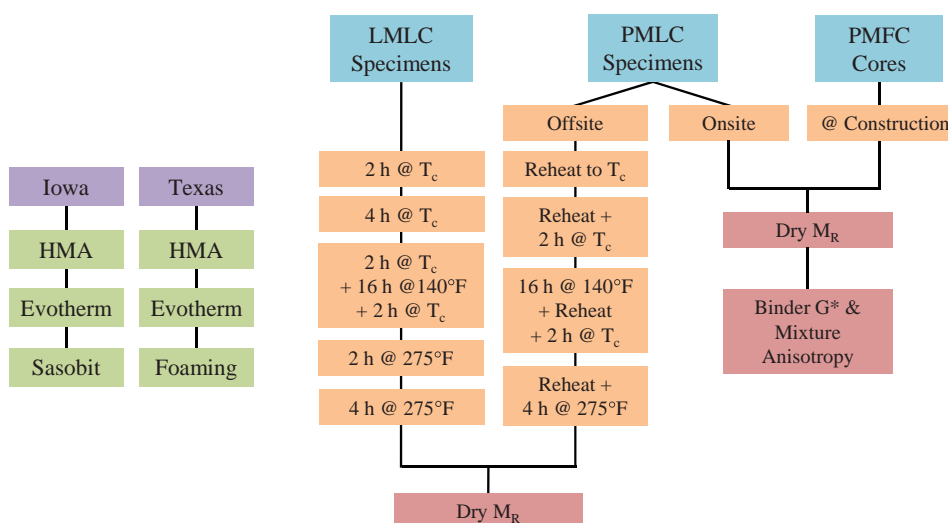 LMLC
Specimens
PMLC
Specimens
PMFC
Cores
Offsite
Onsite
@ Construction
Iowa
HMA
Evotherm
Sasobit
Texas
HMA
Evotherm
Foaming
2 h @ Tc
4 h @ Tc
2 h @ Tc
+ 16 h @140°F
+ 2 h @ Tc
2 h @ 275°F
4 h @ 275°F
Reheat to Tc
Reheat +
2 h @ Tc
16 h @ 140°F
+ Reheat
+ 2 h @ Tc
Reheat +
4 h @ 275°F
Dry MR
Binder G* &
Mixture
Anisotropy
Dry MR